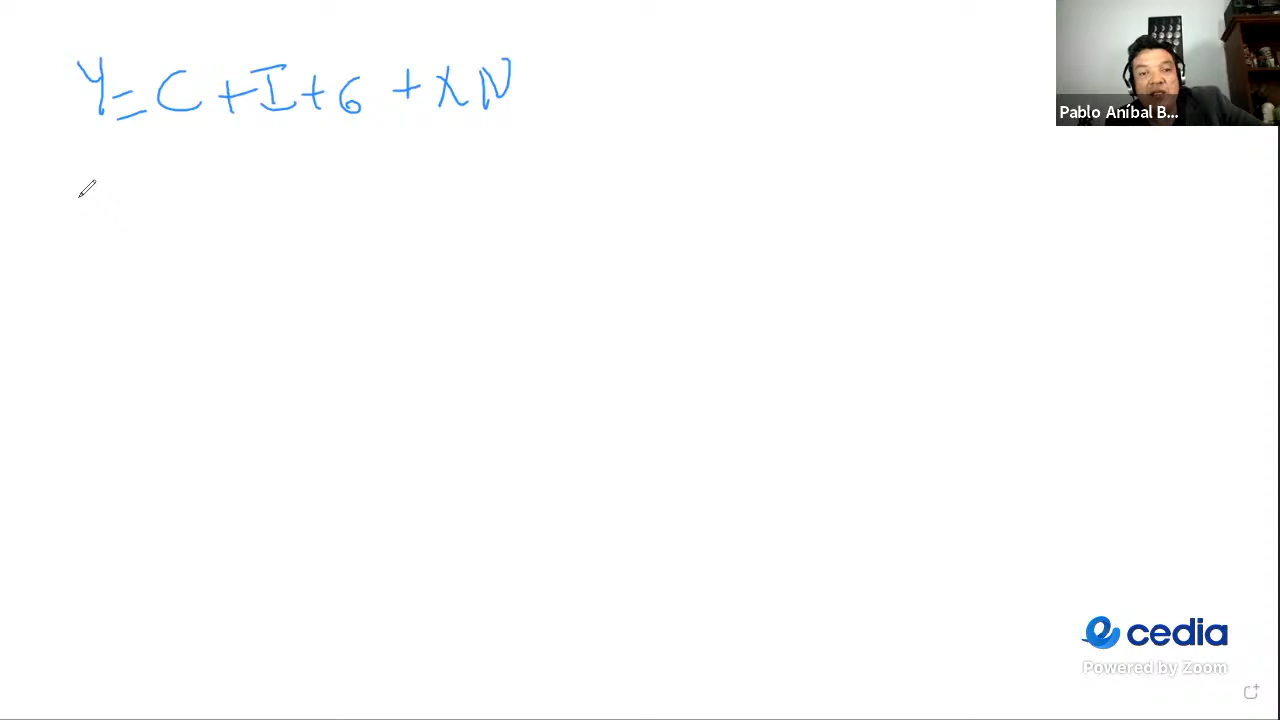 Y = C + I + G + XN
Pablo Aníbal B...
cedia
Powered by Zoom